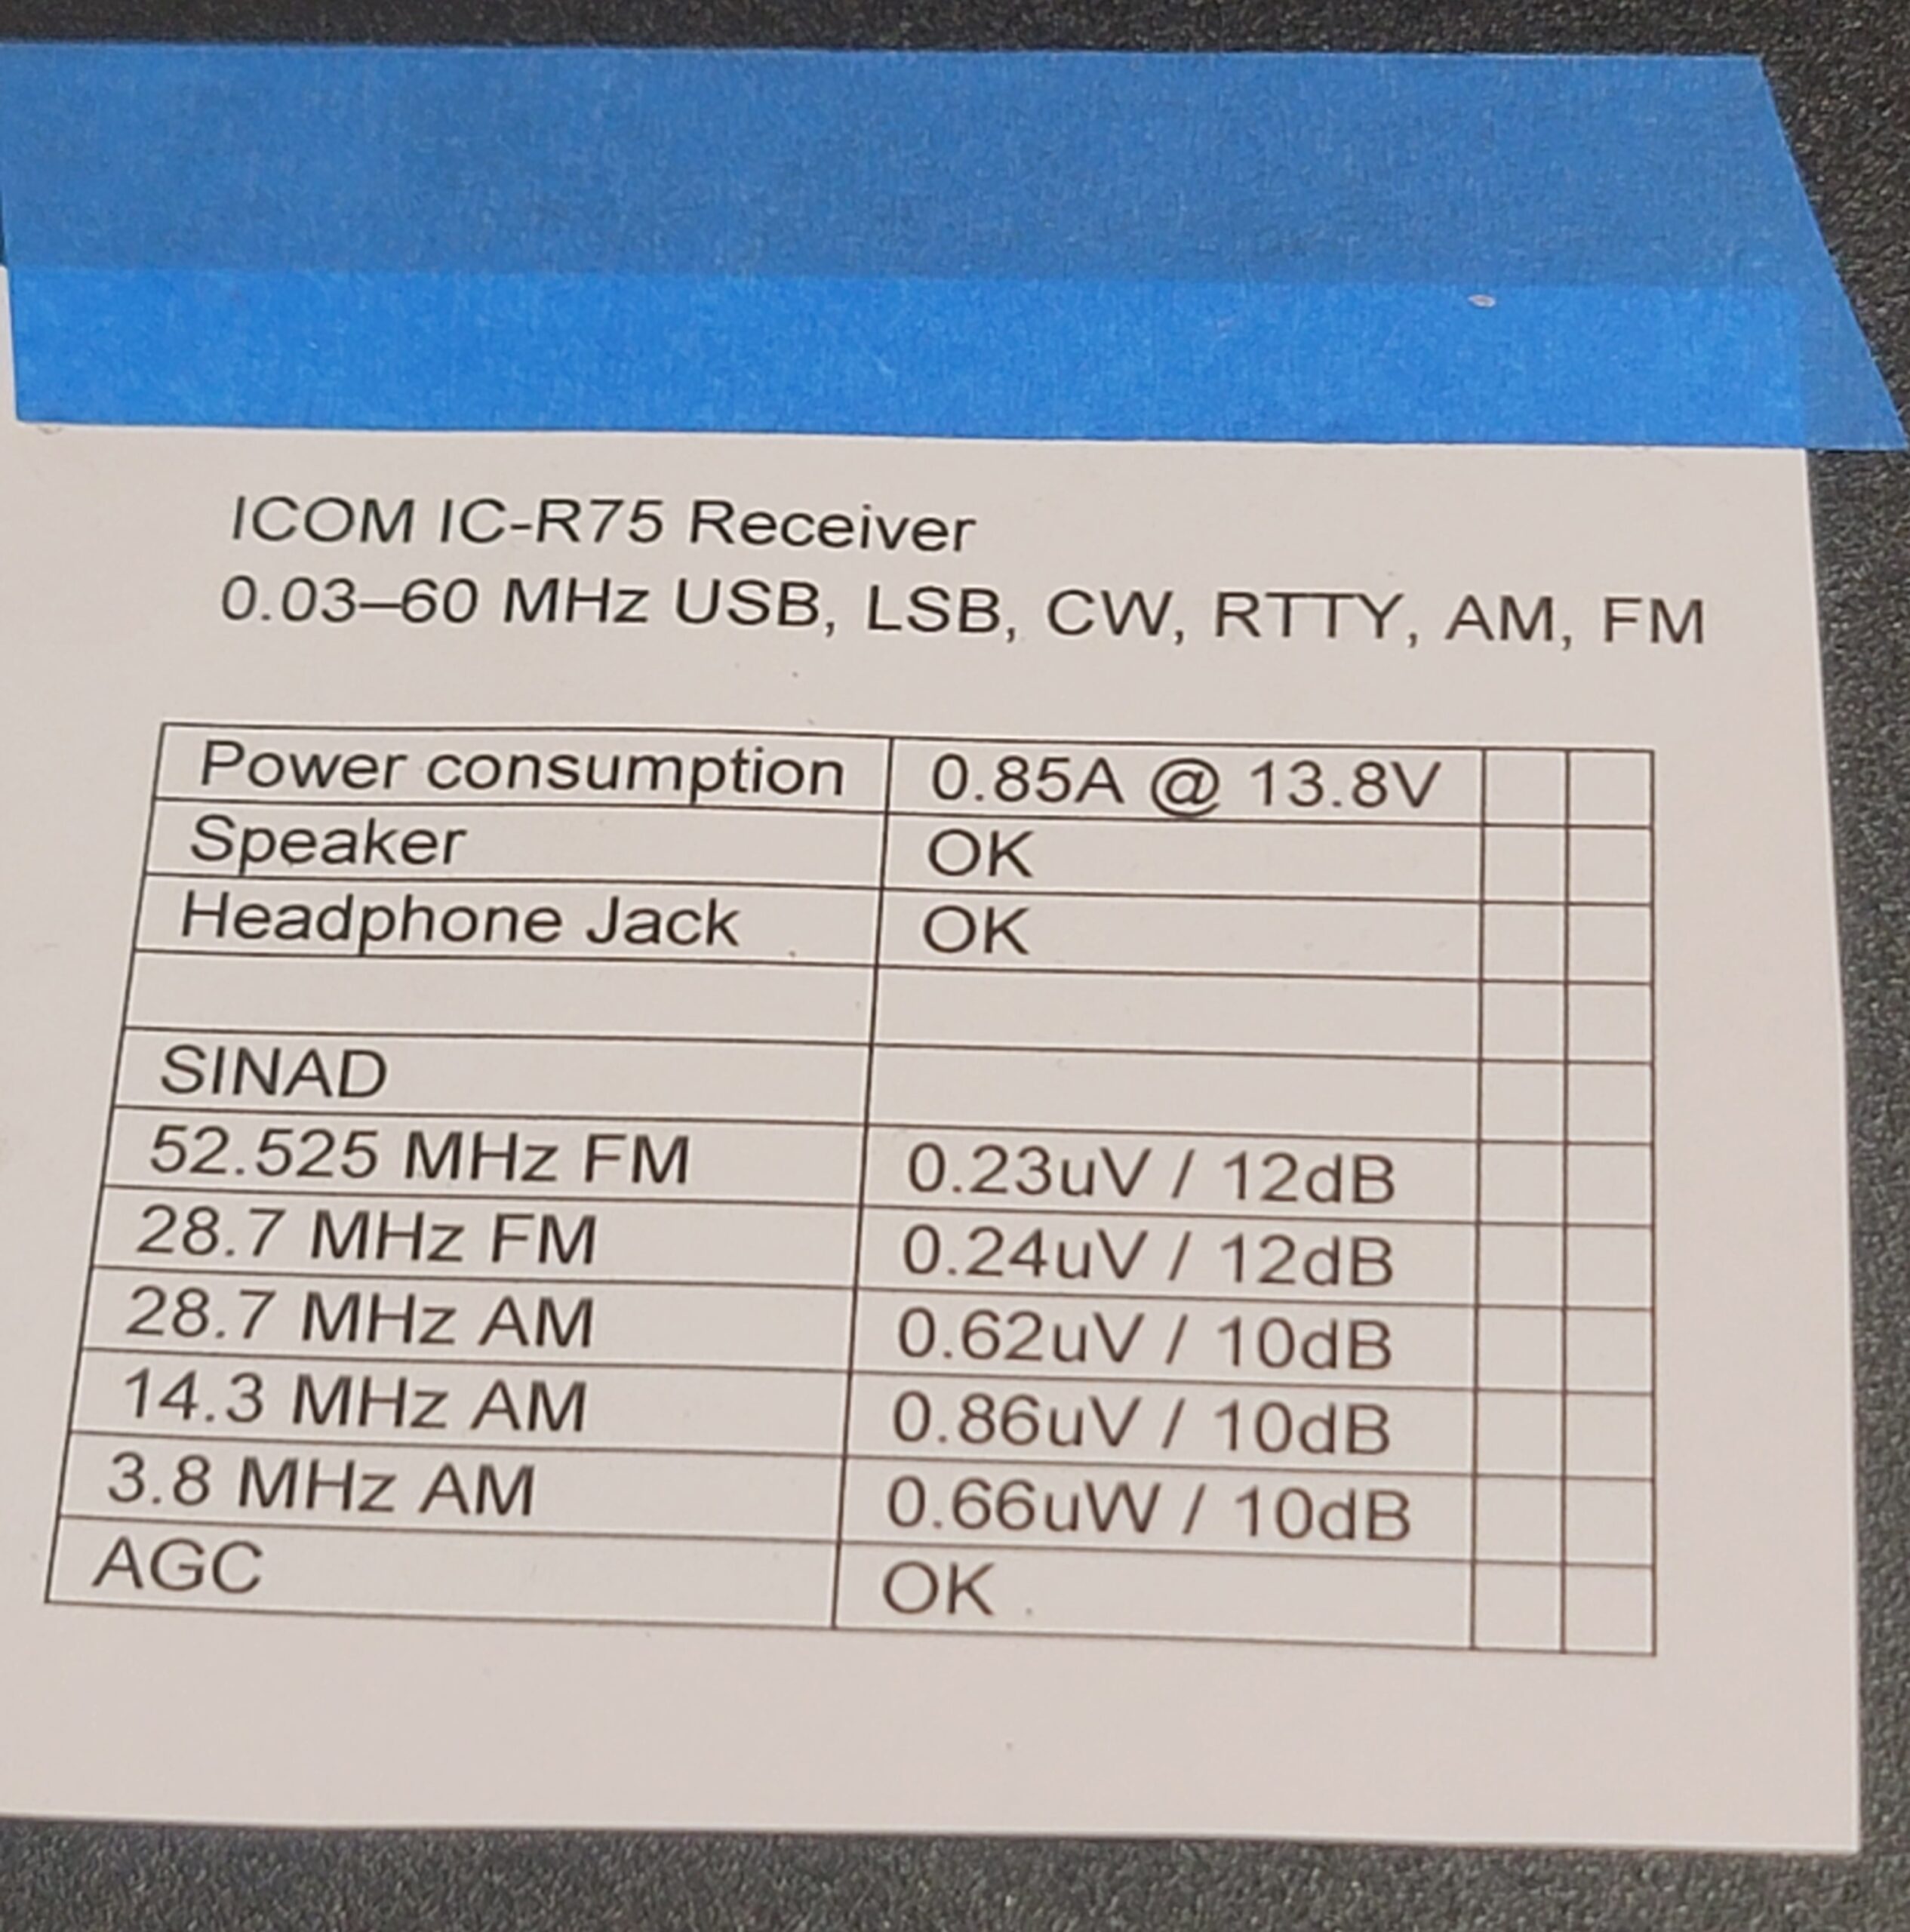 ICOM IC-R75 Receiver
0.03–60 MHz USB, LSB, CW, RTTY, AM, FM
Power consumption 0.85A @ 13.8V
Speaker OK
Headphone Jack OK
SINAD
52.525 MHz FM 0.23uV / 12dB
28.7 MHz FM 0.24uV / 12dB
28.7 MHz AM 0.62uV / 10dB
14.3 MHz AM 0.86uV / 10dB
3.8 MHz AM 0.66uW / 10dB
AGC OK